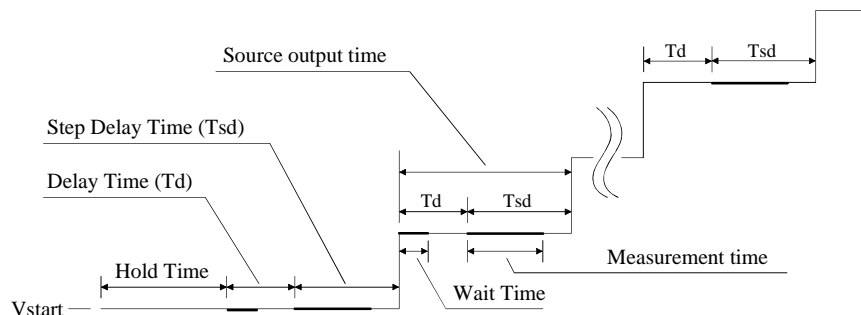 Td
Tsd
Source output time
Step Delay Time (Tsd)
Delay Time (Td)
Td
Tsd
Hold Time
Measurement time
Wait Time
Vstart